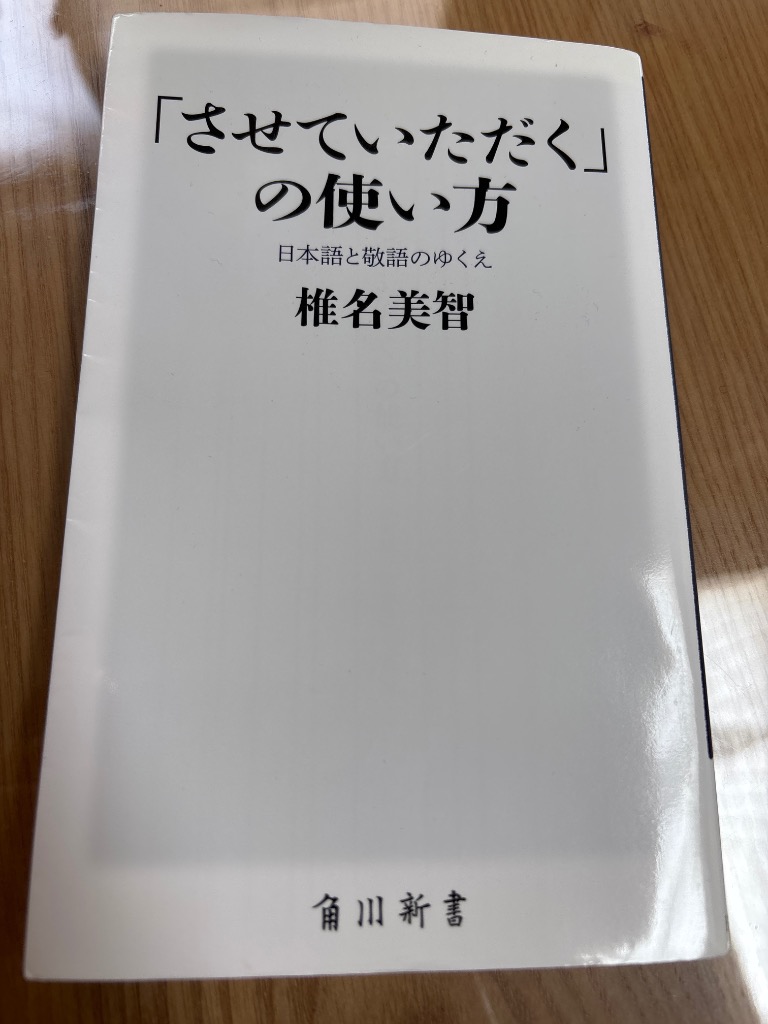 「させていただく」
の使い方
日本語と敬語のゆくえ
椎名美智
角川新書